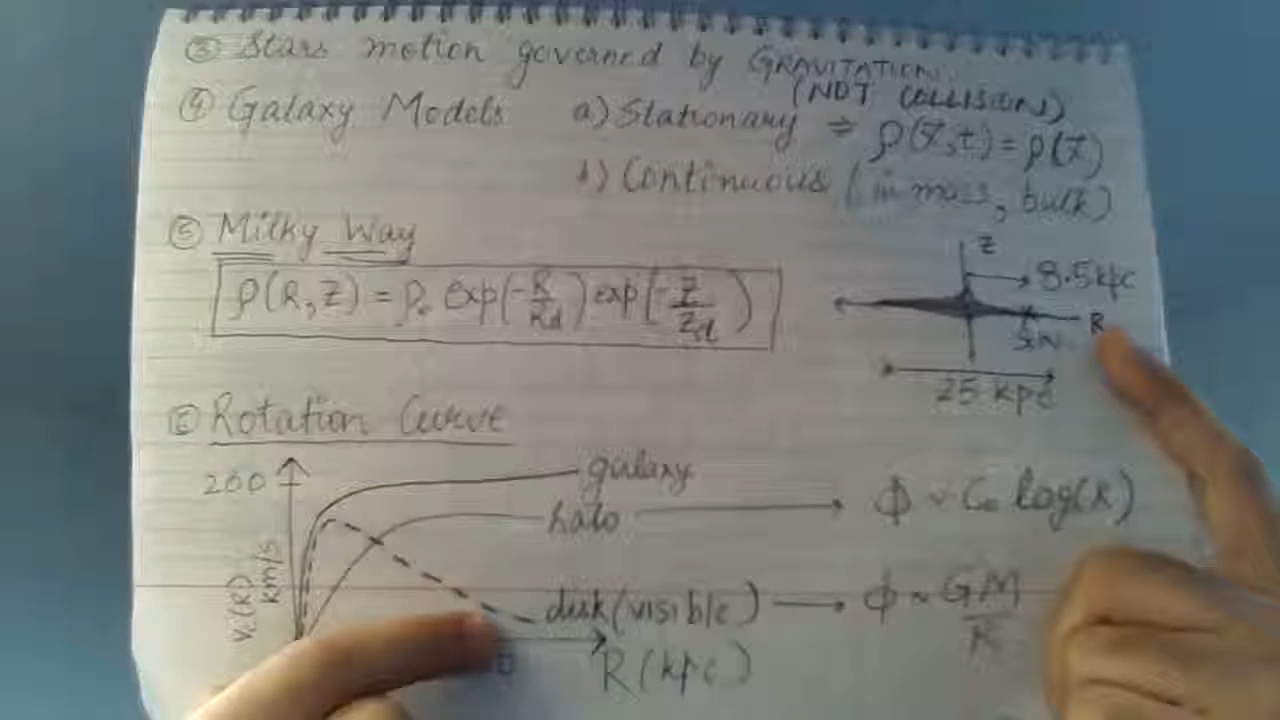 ③ Stars motion governed by GRAVITATION
(NOT COLLISION)
④ Galaxy Models a) Stationary ⇒ ρ(x⃗,t) = ρ(x⃗)
b) Continuous (in mass, bulk)
⑤ Milky Way
ρ(R,Z) = ρ₀ exp(-R/Rd) exp(-Z/Zd)
Z
8.5 kpc
R
SUN
25 kpc
⑥ Rotation Curve
200
galaxy
halo → ϕ ~ C₀ log(R)
Vc(R) km/s
disk (visible) → ϕ ~ GM/R
R (kpc)